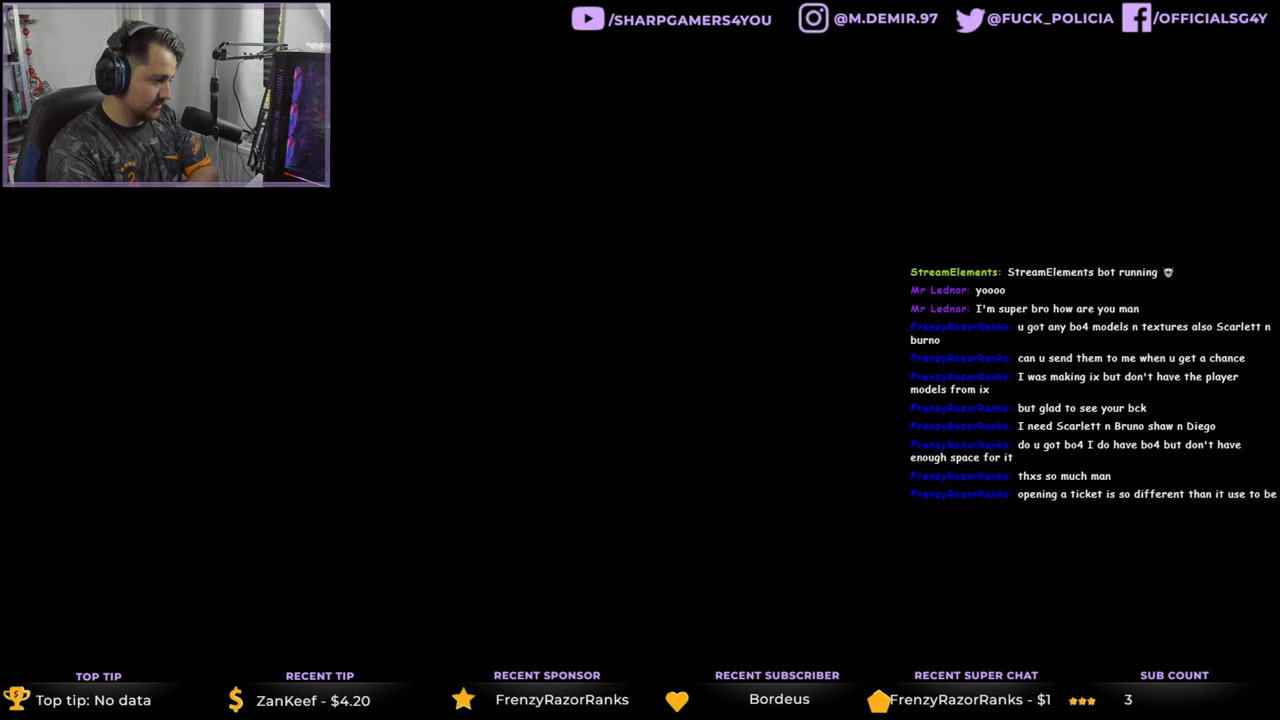 /SHARPGAMERS4YOU
@M.DEMIR.97
@FUCK_POLICIA
/OFFICIALSG4Y
StreamElements: StreamElements bot running
Mr Lednor: yoooo
Mr Lednor: I'm super bro how are you man
FrenzyRazorRanks: u got any bo4 models n textures also Scarlett n
burno
FrenzyRazorRanks: can u send them to me when u get a chance
FrenzyRazorRanks: I was making ix but don't have the player
models from ix
FrenzyRazorRanks: but glad to see your bck
FrenzyRazorRanks: I need Scarlett n Bruno shaw n Diego
FrenzyRazorRanks: do u got bo4 I do have bo4 but don't have
enough space for it
FrenzyRazorRanks: thxs so much man
FrenzyRazorRanks: opening a ticket is so different than it use to be
TOP TIP
Top tip: No data
RECENT TIP
ZanKeef - $4.20
RECENT SPONSOR
FrenzyRazorRanks
RECENT SUBSCRIBER
Bordeus
RECENT SUPER CHAT
FrenzyRazorRanks - $1
SUB COUNT
3